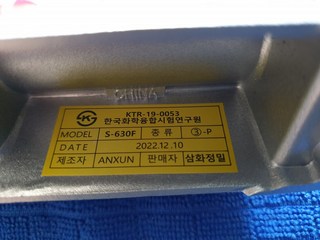 CHINA
KTR-19-0053
한국화학융합시험연구원
MODEL S-630F 종류 ③-P
DATE 2022.12.10
제조자 ANXUN 판매자 삼화정밀